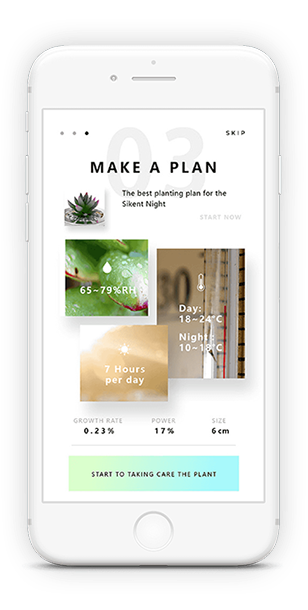 03
SKIP
MAKE A PLAN
The best planting plan for the
Sikent Night
START NOW
65~79%RH
30
Day:
18~24°C
Night :
10~18°C
7 Hours
per day
GROWTH RATE
POWER
SIZE
0.23%
17%
6cm
START TO TAKING CARE THE PLANT